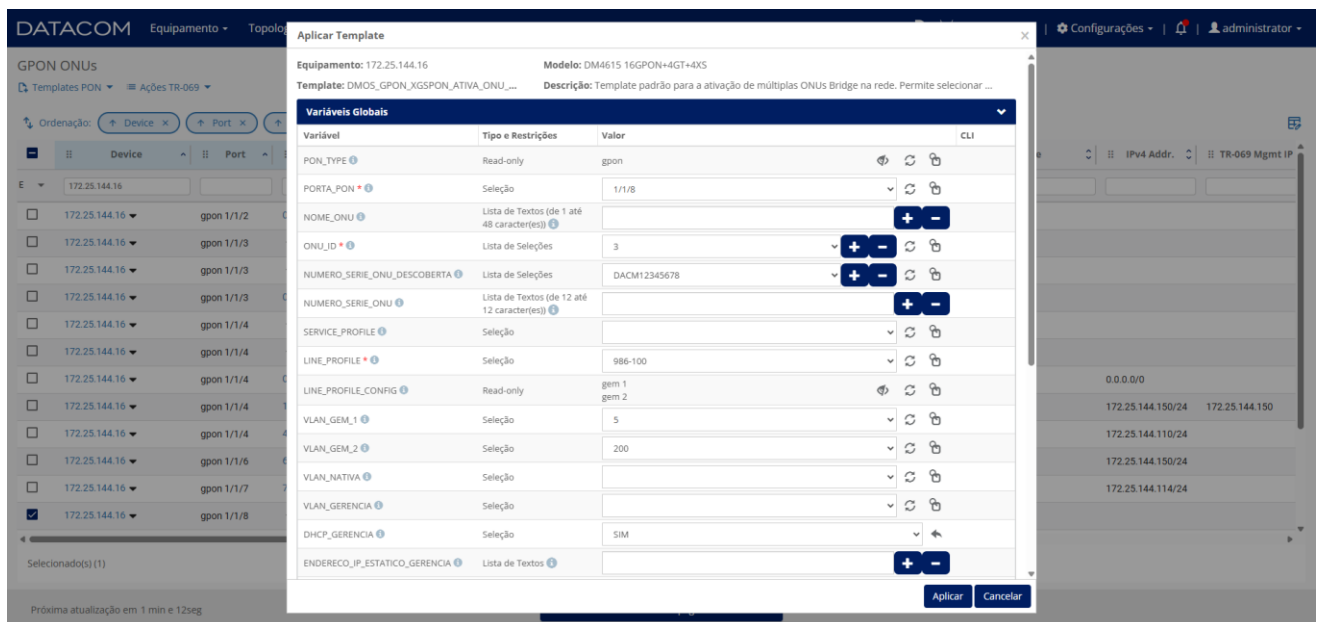 DATACOM Equipamento Configurações administrator
GPON ONUs
Templates PON Ações TR-069
Ordenação: Device × Port ×
Device Port IPv4 Addr. TR-069 Mgmt IP
172.25.144.16
172.25.144.16 gpon 1/1/2
172.25.144.16 gpon 1/1/3
172.25.144.16 gpon 1/1/3
172.25.144.16 gpon 1/1/3
172.25.144.16 gpon 1/1/4
172.25.144.16 gpon 1/1/4
172.25.144.16 gpon 1/1/4 0.0.0.0/0
172.25.144.16 gpon 1/1/4 172.25.144.150/24 172.25.144.150
172.25.144.16 gpon 1/1/4 172.25.144.110/24
172.25.144.16 gpon 1/1/6 172.25.144.150/24
172.25.144.16 gpon 1/1/7 172.25.144.114/24
172.25.144.16 gpon 1/1/8
Selecionado(s) (1)
Próxima atualização em 1 min e 12seg
Aplicar Template ×
Equipamento: 172.25.144.16 Modelo: DM4615 16GPON+4GT+4XS
Template: DMOS_GPON_XGSPON_ATIVA_ONU_... Descrição: Template padrão para a ativação de múltiplas ONUs Bridge na rede. Permite selecionar ...
Variáveis Globais
Variável Tipo e Restrições Valor CLI
PON_TYPE Read-only gpon
PORTA_PON * Seleção 1/1/8
NOME_ONU Lista de Textos (de 1 até
48 caracter(es))
ONU_ID * Lista de Seleções 3
NUMERO_SERIE_ONU_DESCOBERTA Lista de Seleções DACM12345678
NUMERO_SERIE_ONU Lista de Textos (de 12 até
12 caracter(es))
SERVICE_PROFILE Seleção
LINE_PROFILE * Seleção 986-100
LINE_PROFILE_CONFIG Read-only gem 1
gem 2
VLAN_GEM_1 Seleção 5
VLAN_GEM_2 Seleção 200
VLAN_NATIVA Seleção
VLAN_GERENCIA Seleção
DHCP_GERENCIA Seleção SIM
ENDERECO_IP_ESTATICO_GERENCIA Lista de Textos
Aplicar Cancelar